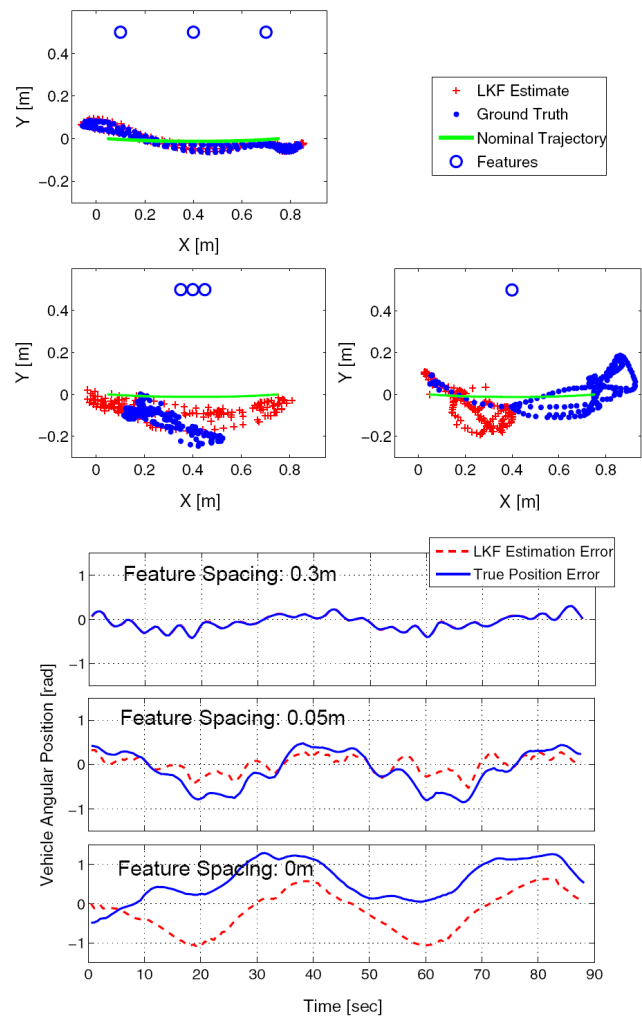 0.4
0.2
0
−0.2
Y [m]
0
0.2
0.4
0.6
0.8
X [m]
LKF Estimate
Ground Truth
Nominal Trajectory
Features
0.4
0.2
0
−0.2
Y [m]
0
0.2
0.4
0.6
0.8
X [m]
0.4
0.2
0
−0.2
Y [m]
0
0.2
0.4
0.6
0.8
X [m]
LKF Estimation Error
True Position Error
Feature Spacing: 0.3m
1
0
−1
Feature Spacing: 0.05m
1
0
−1
Feature Spacing: 0m
1
0
−1
Vehicle Angular Position [rad]
0
10
20
30
40
50
60
70
80
90
Time [sec]